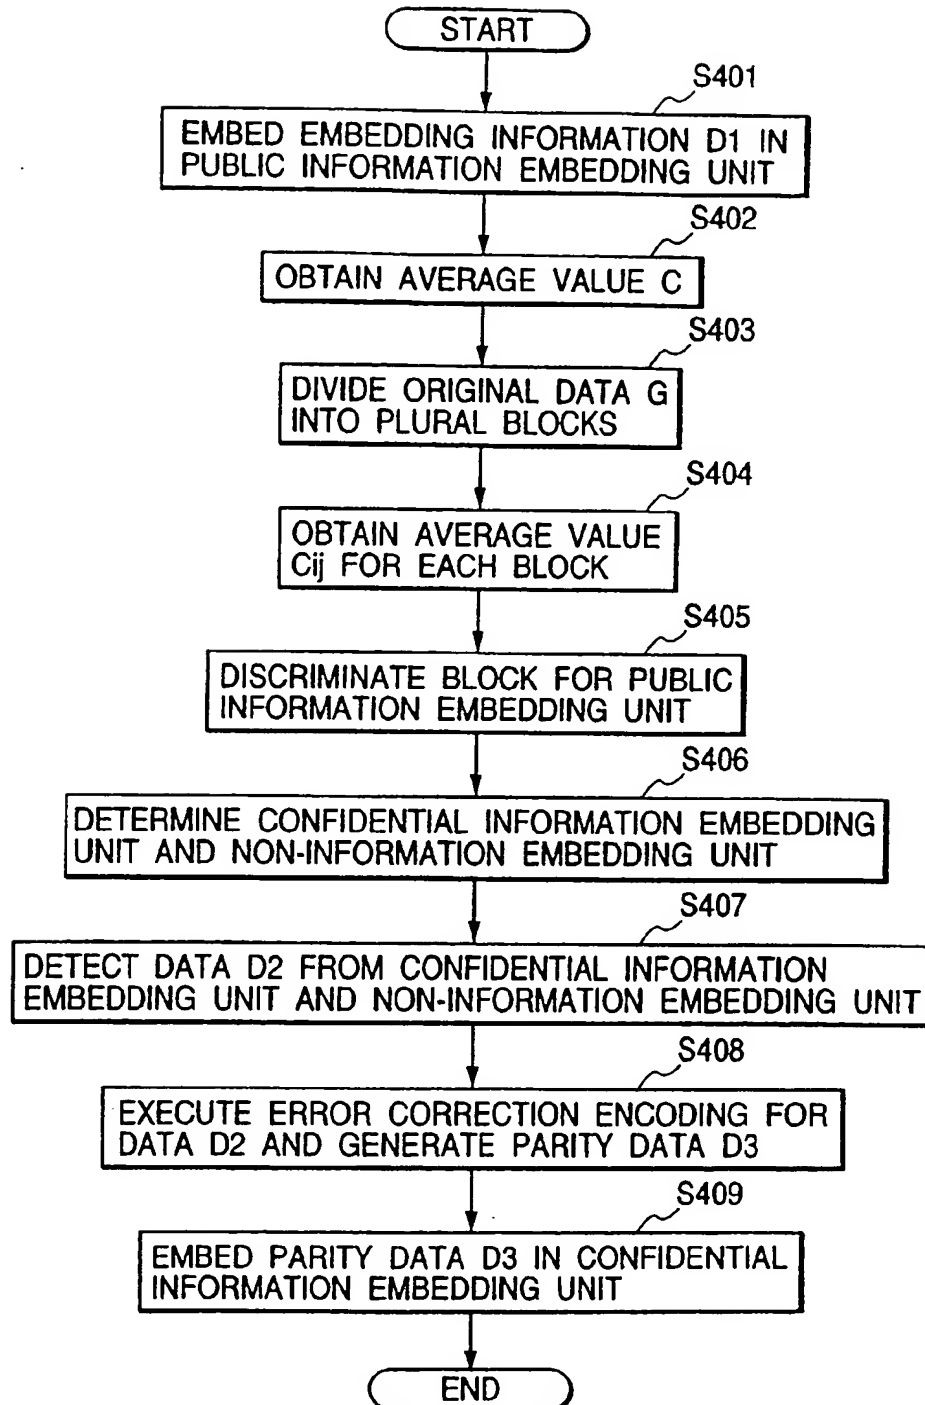 START
S401
EMBED EMBEDDING INFORMATION D1 IN
PUBLIC INFORMATION EMBEDDING UNIT
S402
OBTAIN AVERAGE VALUE C
S403
DIVIDE ORIGINAL DATA G
INTO PLURAL BLOCKS
S404
OBTAIN AVERAGE VALUE
Cij FOR EACH BLOCK
S405
DISCRIMINATE BLOCK FOR PUBLIC
INFORMATION EMBEDDING UNIT
S406
DETERMINE CONFIDENTIAL INFORMATION EMBEDDING
UNIT AND NON-INFORMATION EMBEDDING UNIT
S407
DETECT DATA D2 FROM CONFIDENTIAL INFORMATION
EMBEDDING UNIT AND NON-INFORMATION EMBEDDING UNIT
S408
EXECUTE ERROR CORRECTION ENCODING FOR
DATA D2 AND GENERATE PARITY DATA D3
S409
EMBED PARITY DATA D3 IN CONFIDENTIAL
INFORMATION EMBEDDING UNIT
END